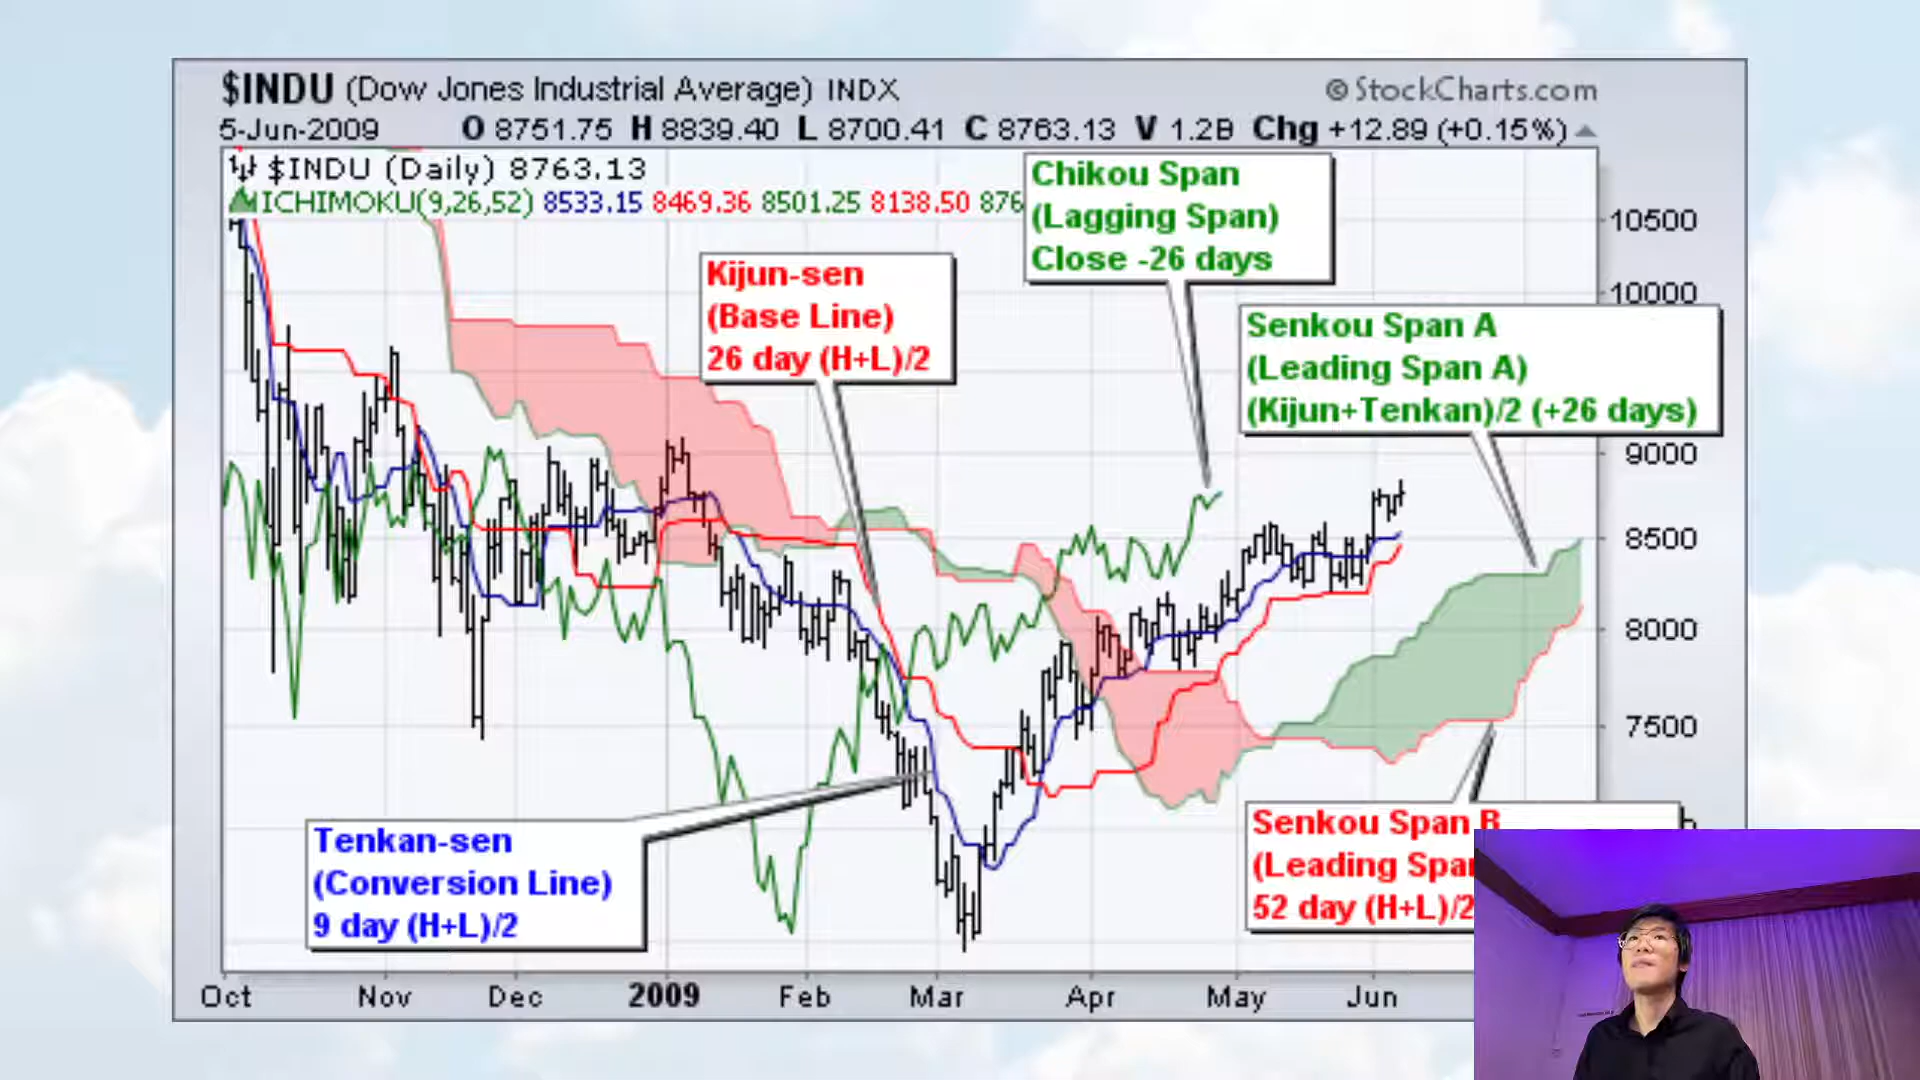 $INDU (Dow Jones Industrial Average) INDX
© StockCharts.com
5-Jun-2009 O 8751.75 H 8839.40 L 8700.41 C 8763.13 V 1.2B Chg +12.89 (+0.15%)
$INDU (Daily) 8763.13
ICHIMOKU(9,26,52) 8533.15 8469.36 8501.25 8138.50 876
Chikou Span
(Lagging Span)
Close -26 days
Kijun-sen
(Base Line)
26 day (H+L)/2
Senkou Span A
(Leading Span A)
(Kijun+Tenkan)/2 (+26 days)
10500
10000
9000
8500
8000
7500
Tenkan-sen
(Conversion Line)
9 day (H+L)/2
Senkou Span B
(Leading Spa
52 day (H+L)/2
Oct Nov Dec 2009 Feb Mar Apr May Jun